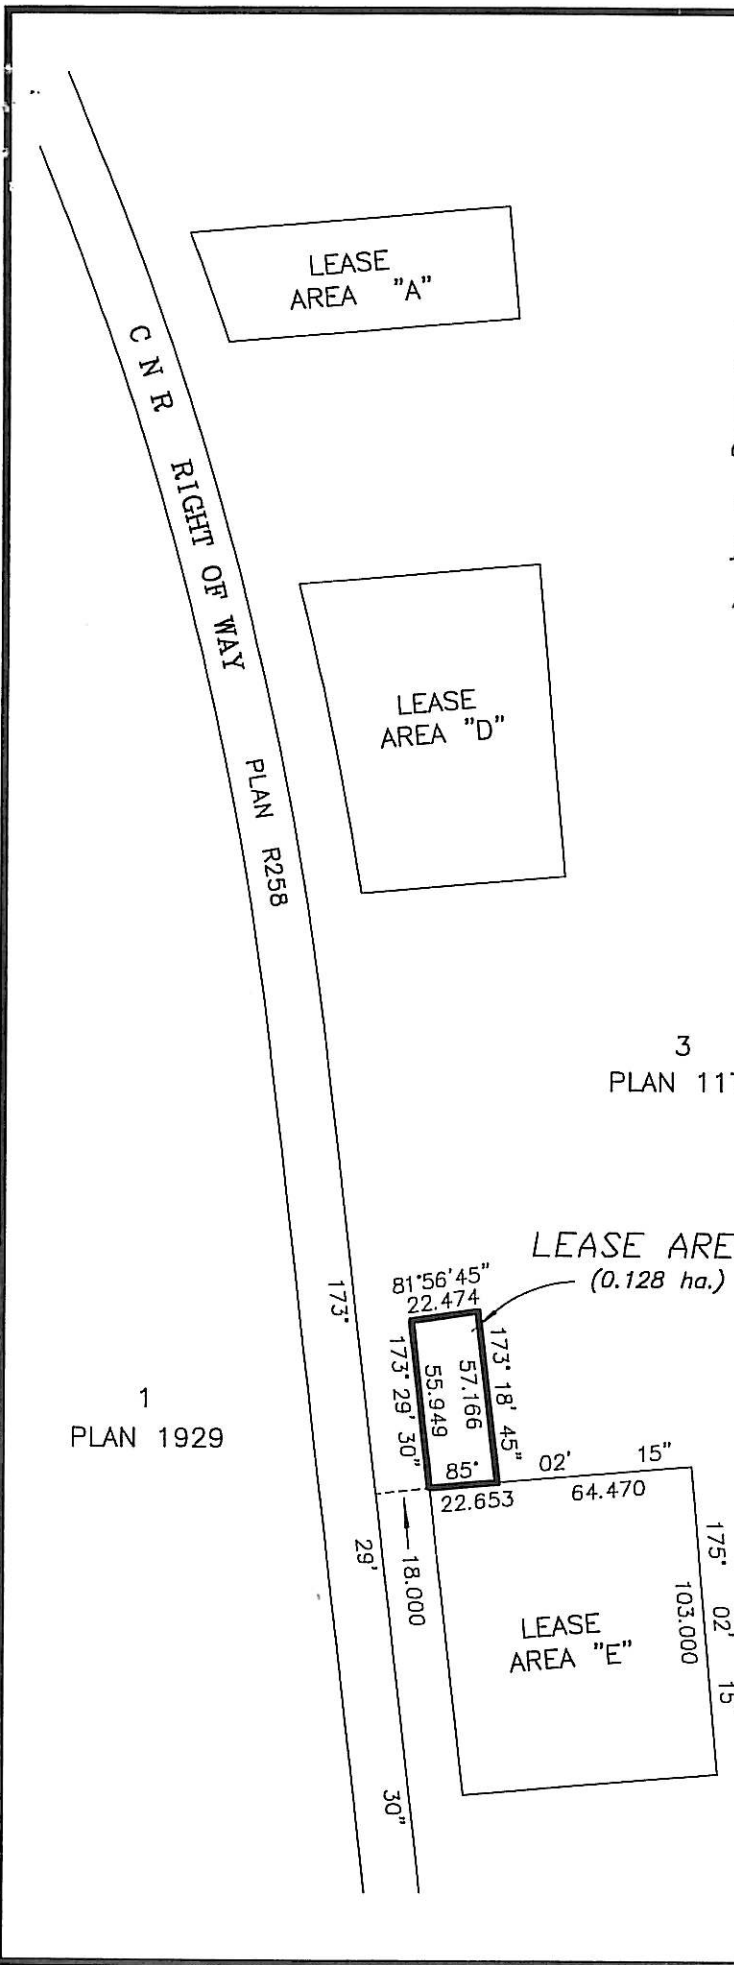 LEASE
AREA "A"
C N R RIGHT OF WAY PLAN R258
LEASE
AREA "D"
3
PLAN 11
LEASE ARE
(0.128 ha.)
81°56'45"
22.474
173° 29' 30"
55.949
57.166
173° 18' 45"
85° 02' 15"
22.653
64.470
173° 29' 30"
1
PLAN 1929
18.000
LEASE
AREA "E"
175° 02' 15
103.000